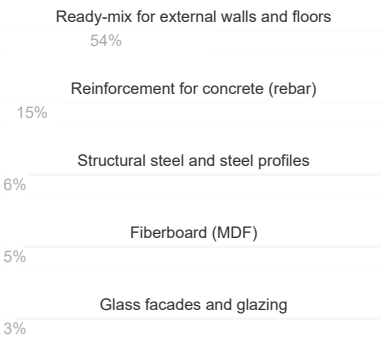 Ready-mix for external walls and floors
54%
Reinforcement for concrete (rebar)
15%
Structural steel and steel profiles
6%
Fiberboard (MDF)
5%
Glass facades and glazing
3%